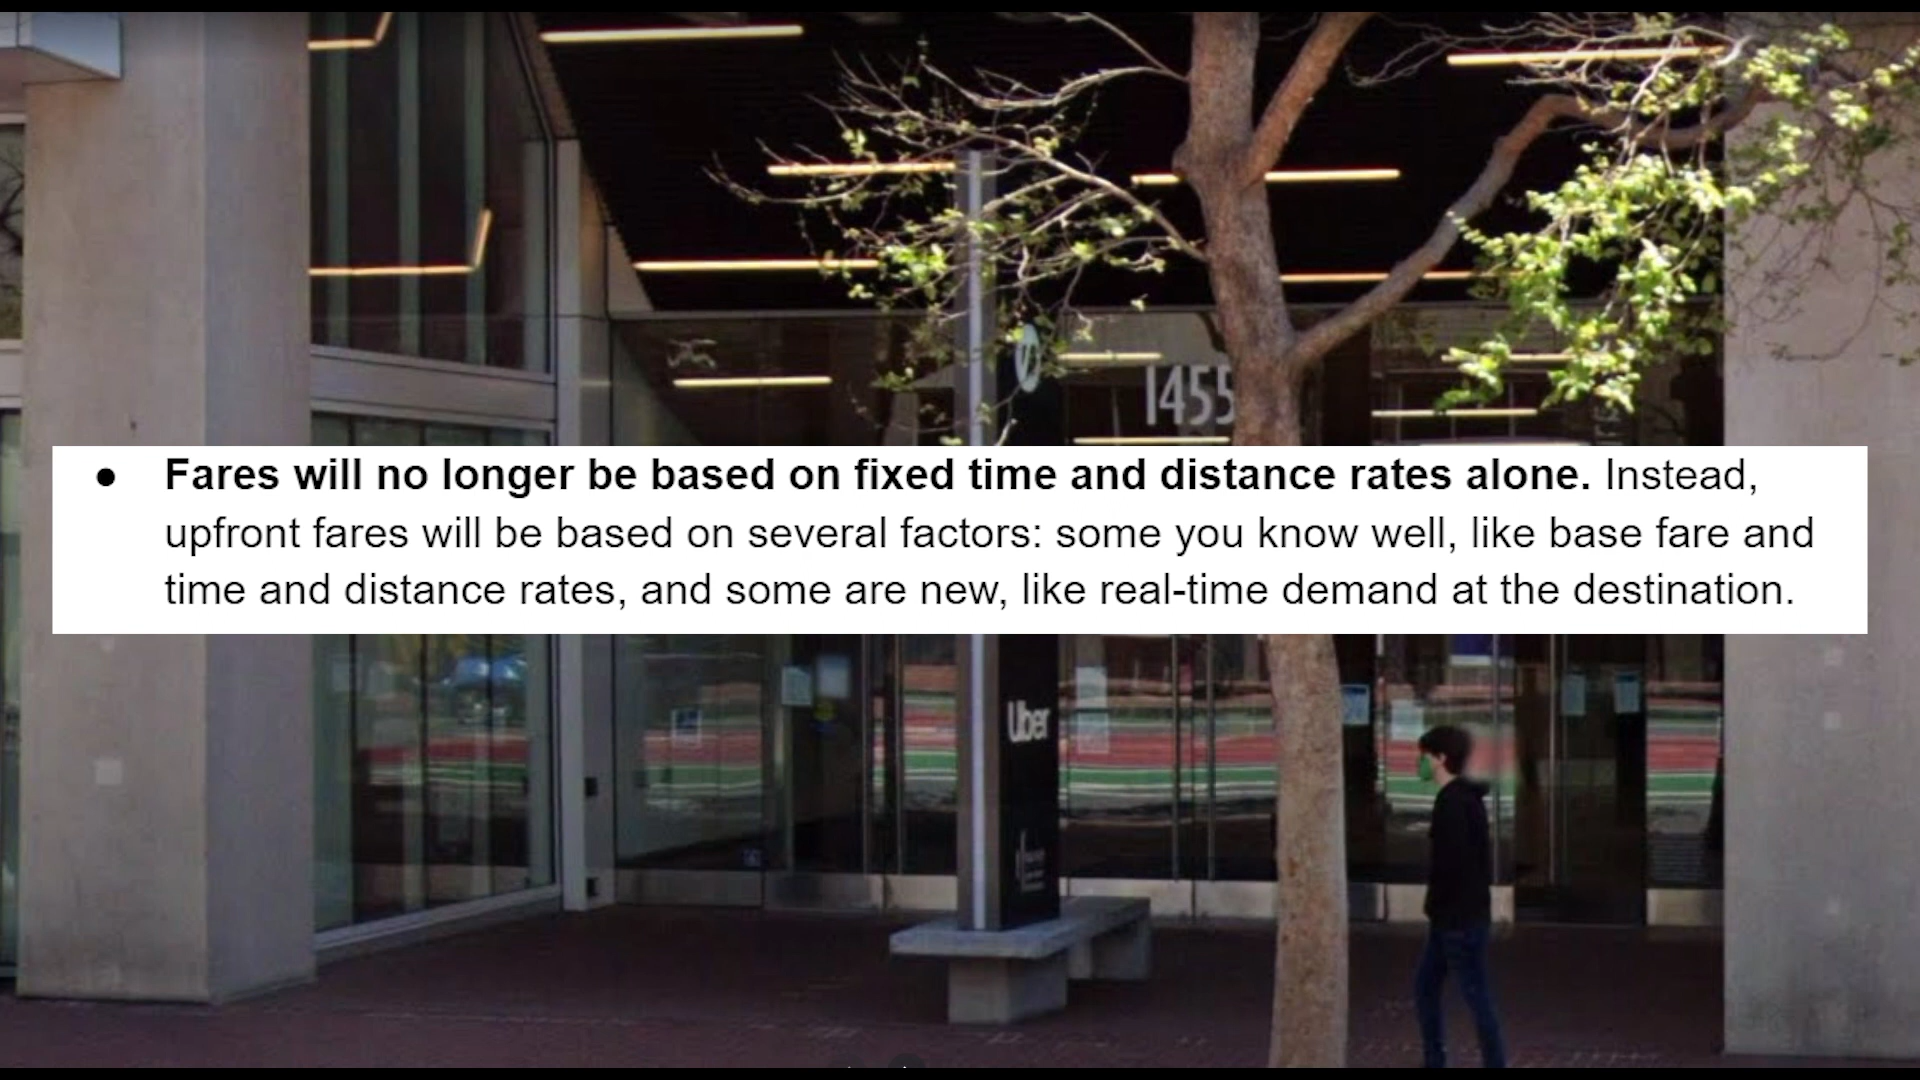 1455
● Fares will no longer be based on fixed time and distance rates alone. Instead,
upfront fares will be based on several factors: some you know well, like base fare and
time and distance rates, and some are new, like real-time demand at the destination.
Uber